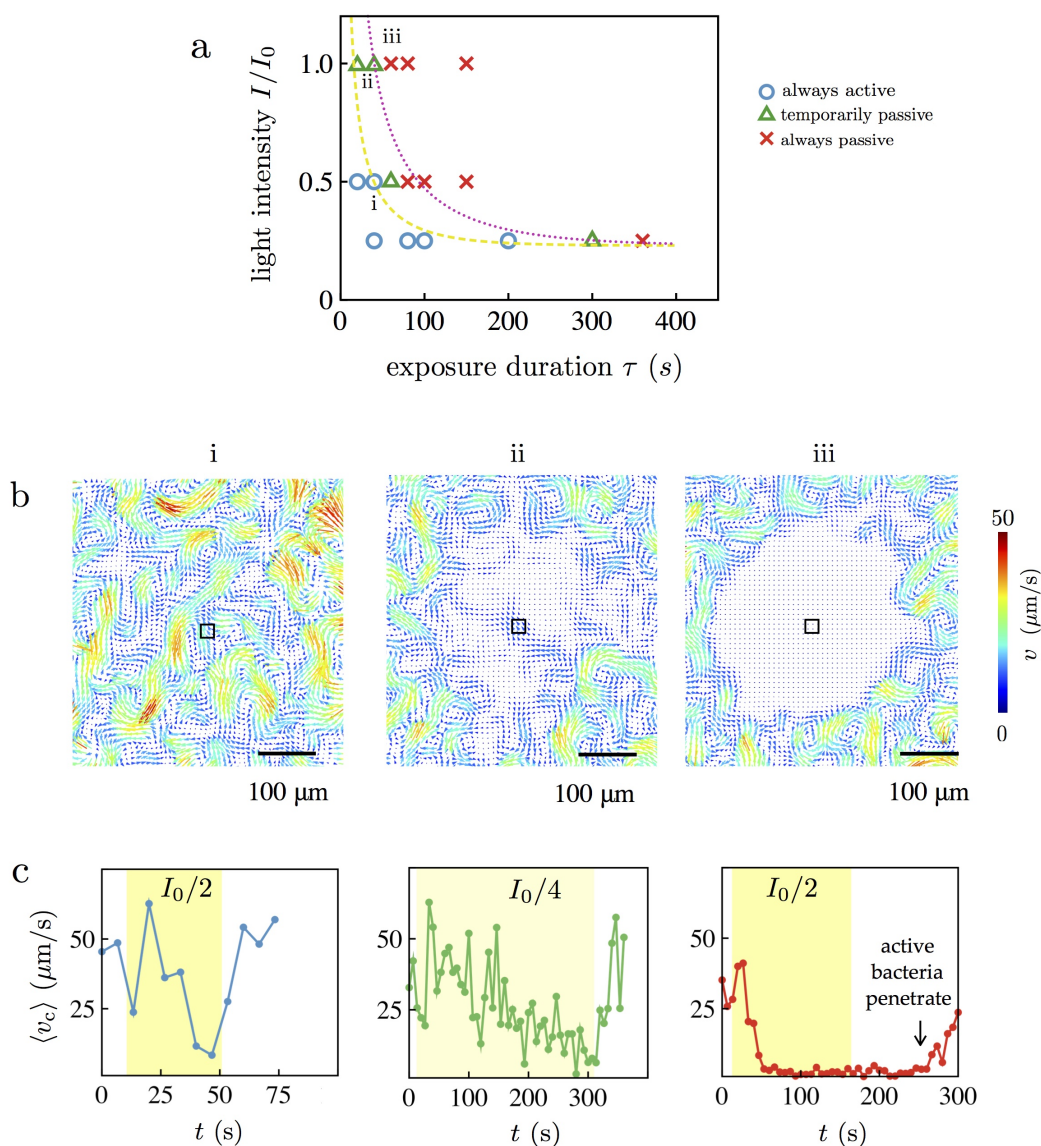 a
light intensity I/I₀
1.0
0.5
0
0 100 200 300 400
exposure duration τ (s)
iii
ii
i
always active
temporarily passive
always passive
b
i ii iii
100 μm
100 μm
100 μm
50
0
v (μm/s)
c
⟨v_c⟩ (μm/s)
I₀/2
50
25
0 25 50 75
t (s)
I₀/4
50
25
0 100 200 300
t (s)
I₀/2
50
25
active
bacteria
penetrate
0 100 200 300
t (s)